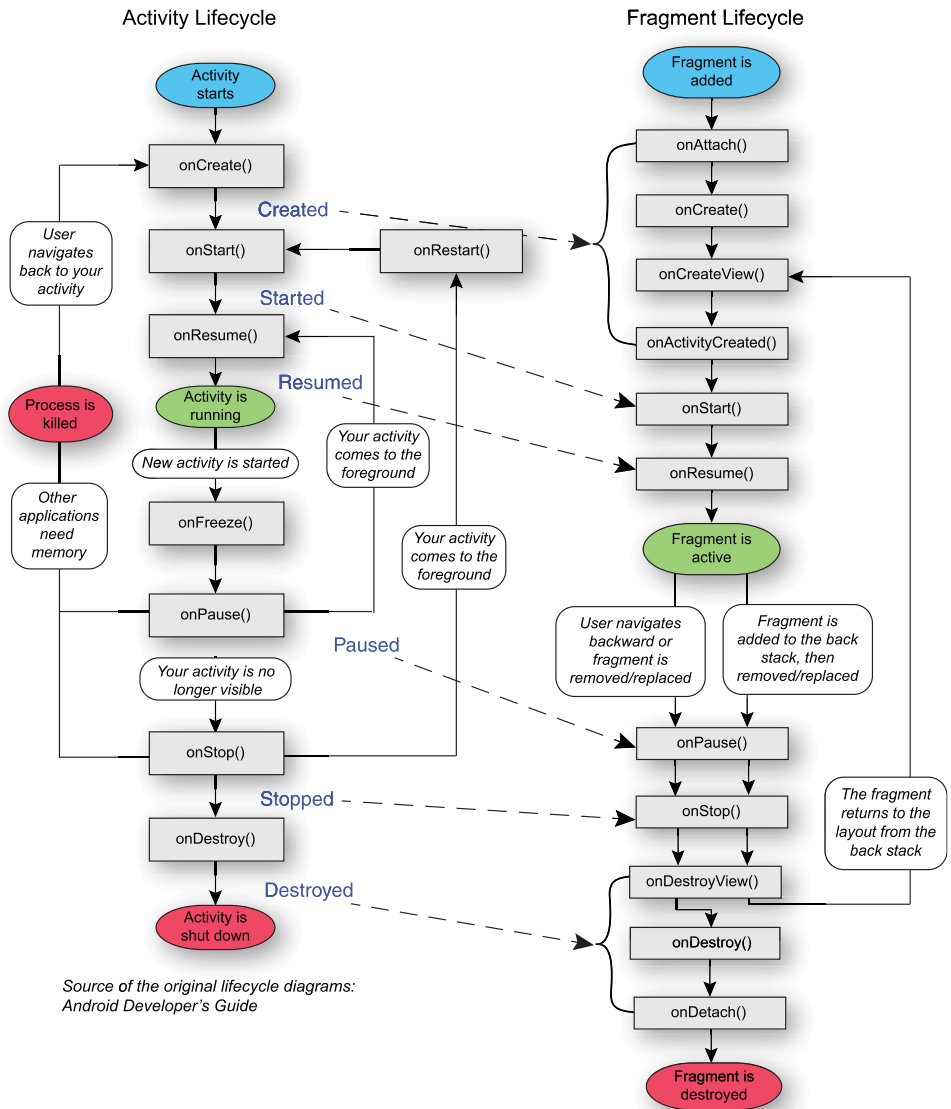 Activity Lifecycle
Activity
starts
onCreate()
onStart()
onRestart()
onResume()
Activity is
running
New activity is started
onFreeze()
onPause()
Your activity is no
longer visible
onStop()
onDestroy()
Activity is
shut down
User
navigates
back to your
activity
Process is
killed
Other
applications
need
memory
Your activity
comes to the
foreground
Your activity
comes to the
foreground
Created
Started
Resumed
Paused
Stopped
Destroyed
Fragment Lifecycle
Fragment is
added
onAttach()
onCreate()
onCreateView()
onActivityCreated()
onStart()
onResume()
Fragment is
active
User navigates
backward or
fragment is
removed/replaced
Fragment is
added to the back
stack, then
removed/replaced
onPause()
onStop()
onDestroyView()
onDestroy()
onDetach()
Fragment is
destroyed
The fragment
returns to the
layout from the
back stack
Source of the original lifecycle diagrams:
Android Developer’s Guide